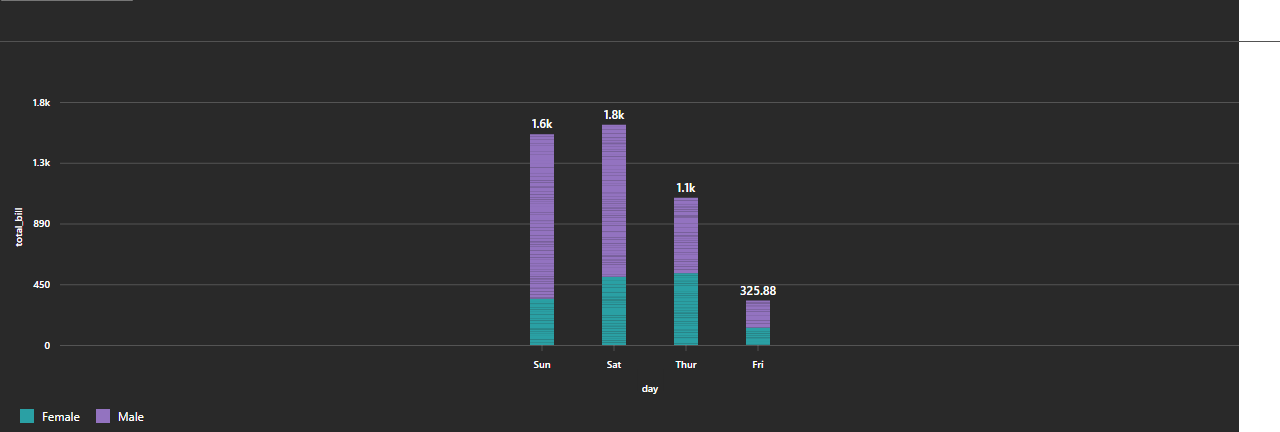 1.8k
1.3k
890
450
0
total_bill
1.6k
1.8k
1.1k
325.88
Sun Sat Thur Fri
day
Female Male